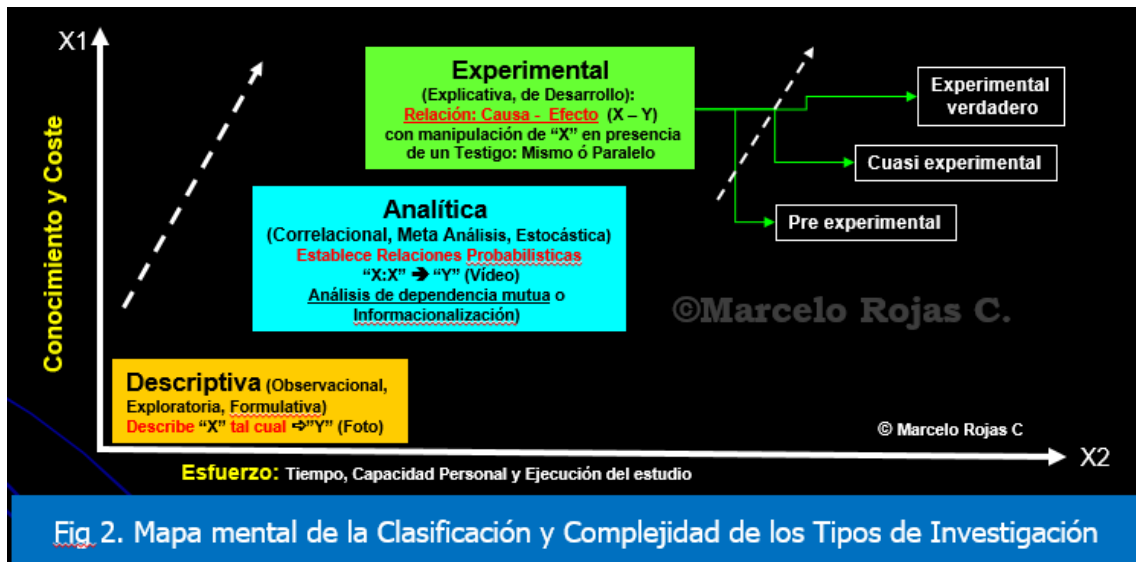 X1
Conocimiento y Coste
Experimental
(Explicativa, de Desarrollo):
Relación: Causa - Efecto (X – Y)
con manipulación de “X” en presencia
de un Testigo: Mismo ó Paralelo
Experimental
verdadero
Cuasi experimental
Pre experimental
Analítica
(Correlacional, Meta Análisis, Estocástica)
Establece Relaciones Probabilisticas
“X:X” 🡺 “Y” (Vídeo)
Análisis de dependencia mutua o
Informacionalización)
©Marcelo Rojas C.
Descriptiva (Observacional,
Exploratoria, Formulativa)
Describe “X” tal cual ➪”Y” (Foto)
© Marcelo Rojas C
X2
Esfuerzo: Tiempo, Capacidad Personal y Ejecución del estudio
Fig 2. Mapa mental de la Clasificación y Complejidad de los Tipos de Investigación